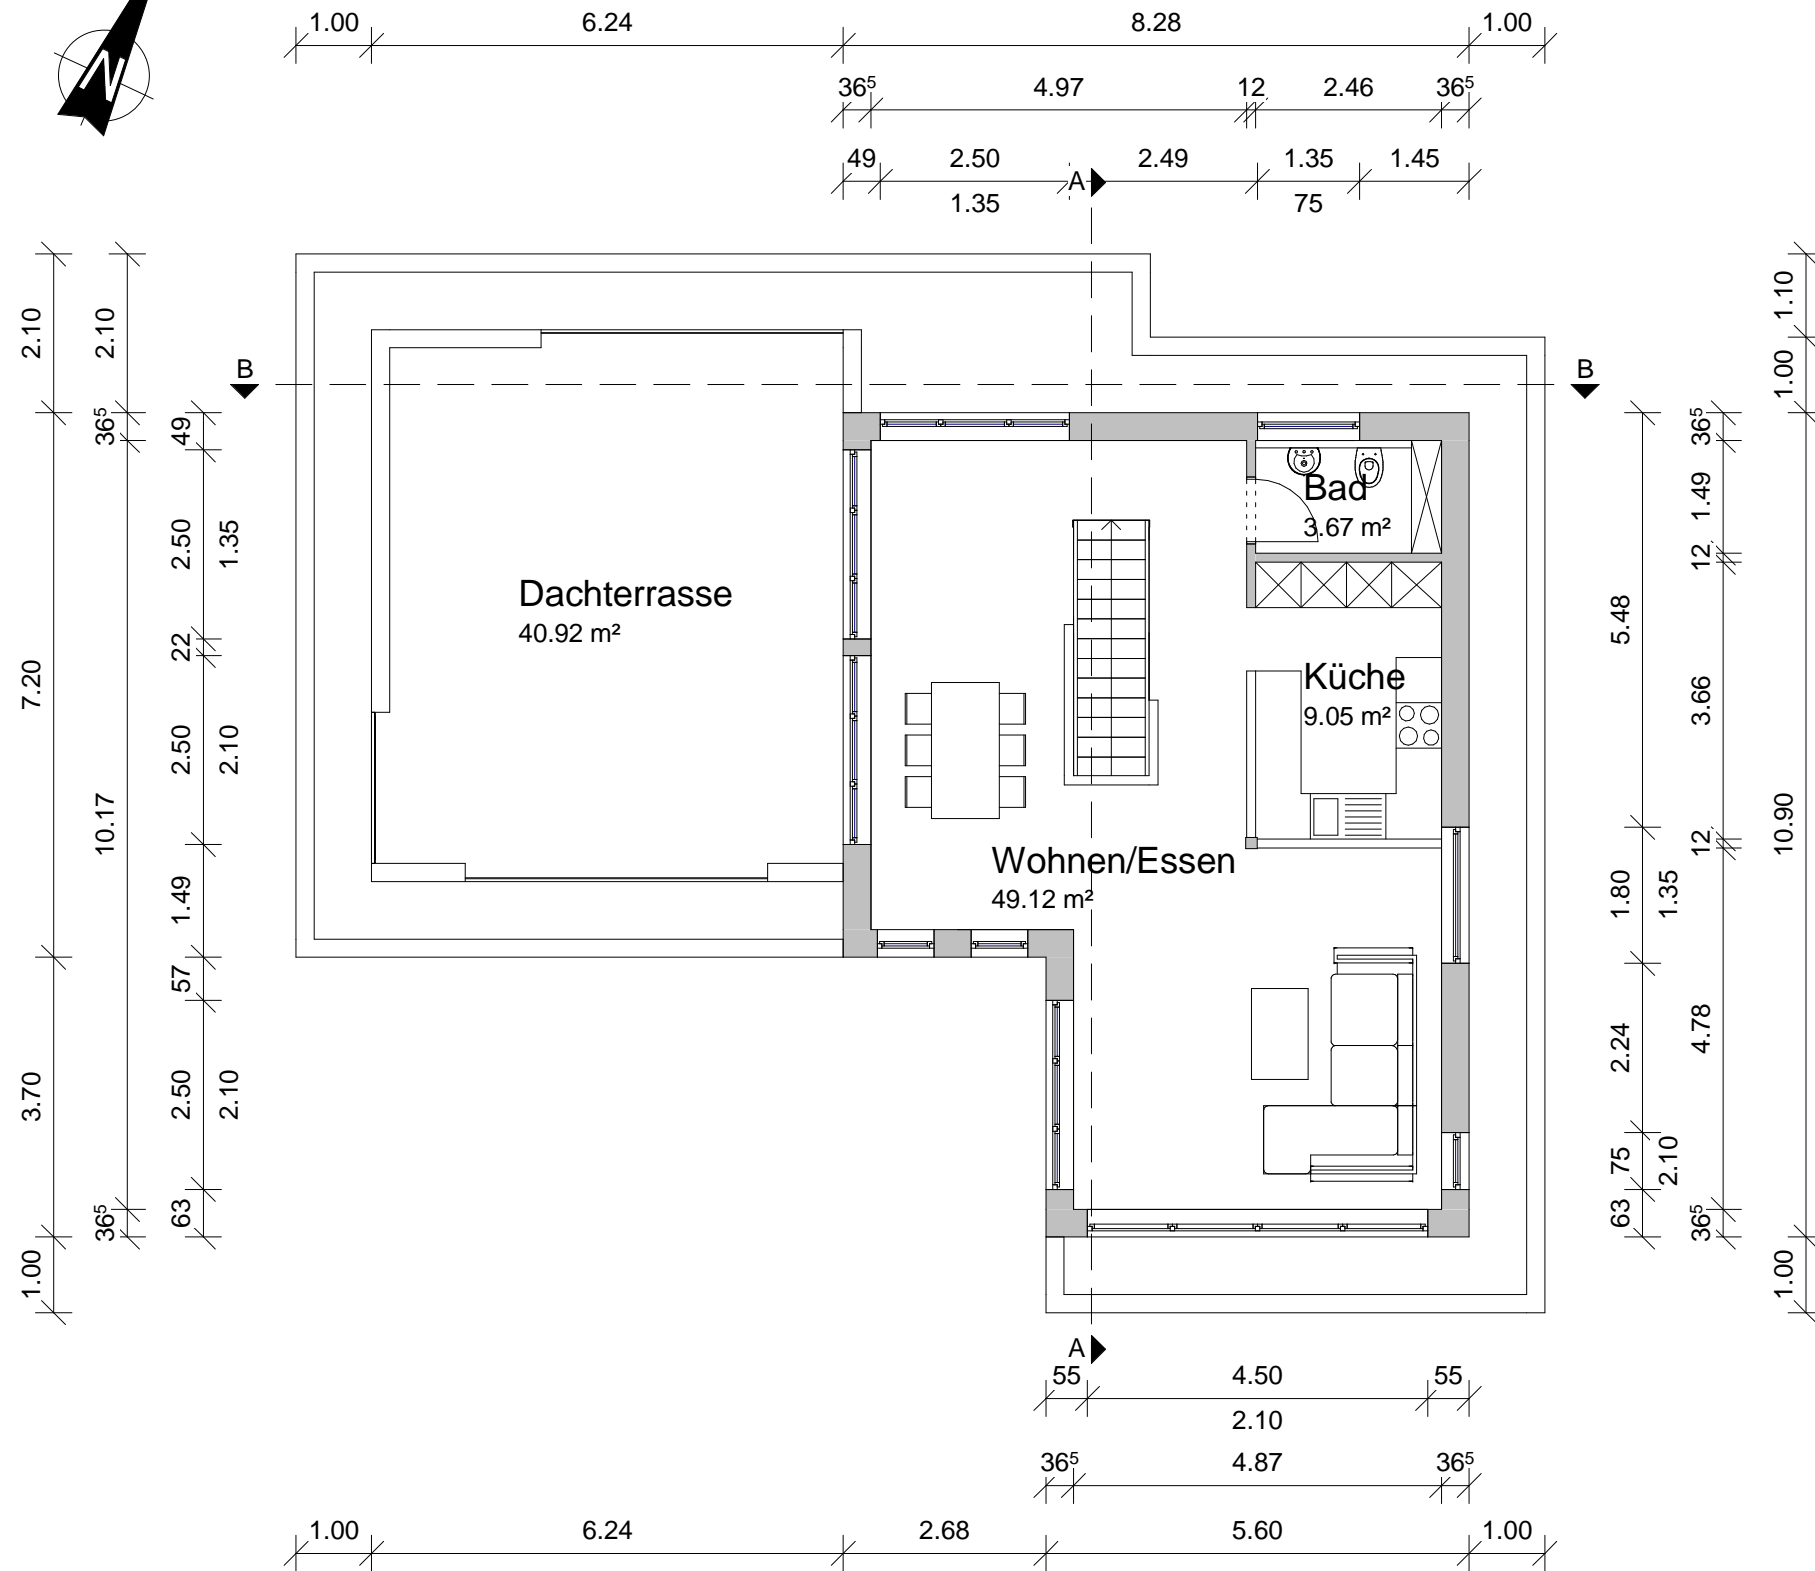 1.00 6.24 8.28 1.00
36⁵ 4.97 12 2.46 36⁵
N
49 2.50 2.49 1.35 1.45
A
1.35 75
2.10 2.10 1.10
B B
1.00
36⁵ 49 36⁵
Bad
3.67 m²
2.50 1.35 1.49
12
Dachterrasse
40.92 m²
22 5.48
7.20 Küche
9.05 m²
2.50 2.10 3.66
10.17 12 10.90
Wohnen/Essen
49.12 m²
1.49 1.80 1.35
57
3.70 2.50 2.10 2.24 4.78
63 75 2.10
36⁵ 63 36⁵
1.00 1.00
A
55 4.50 55
2.10
36⁵ 4.87 36⁵
1.00 6.24 2.68 5.60 1.00